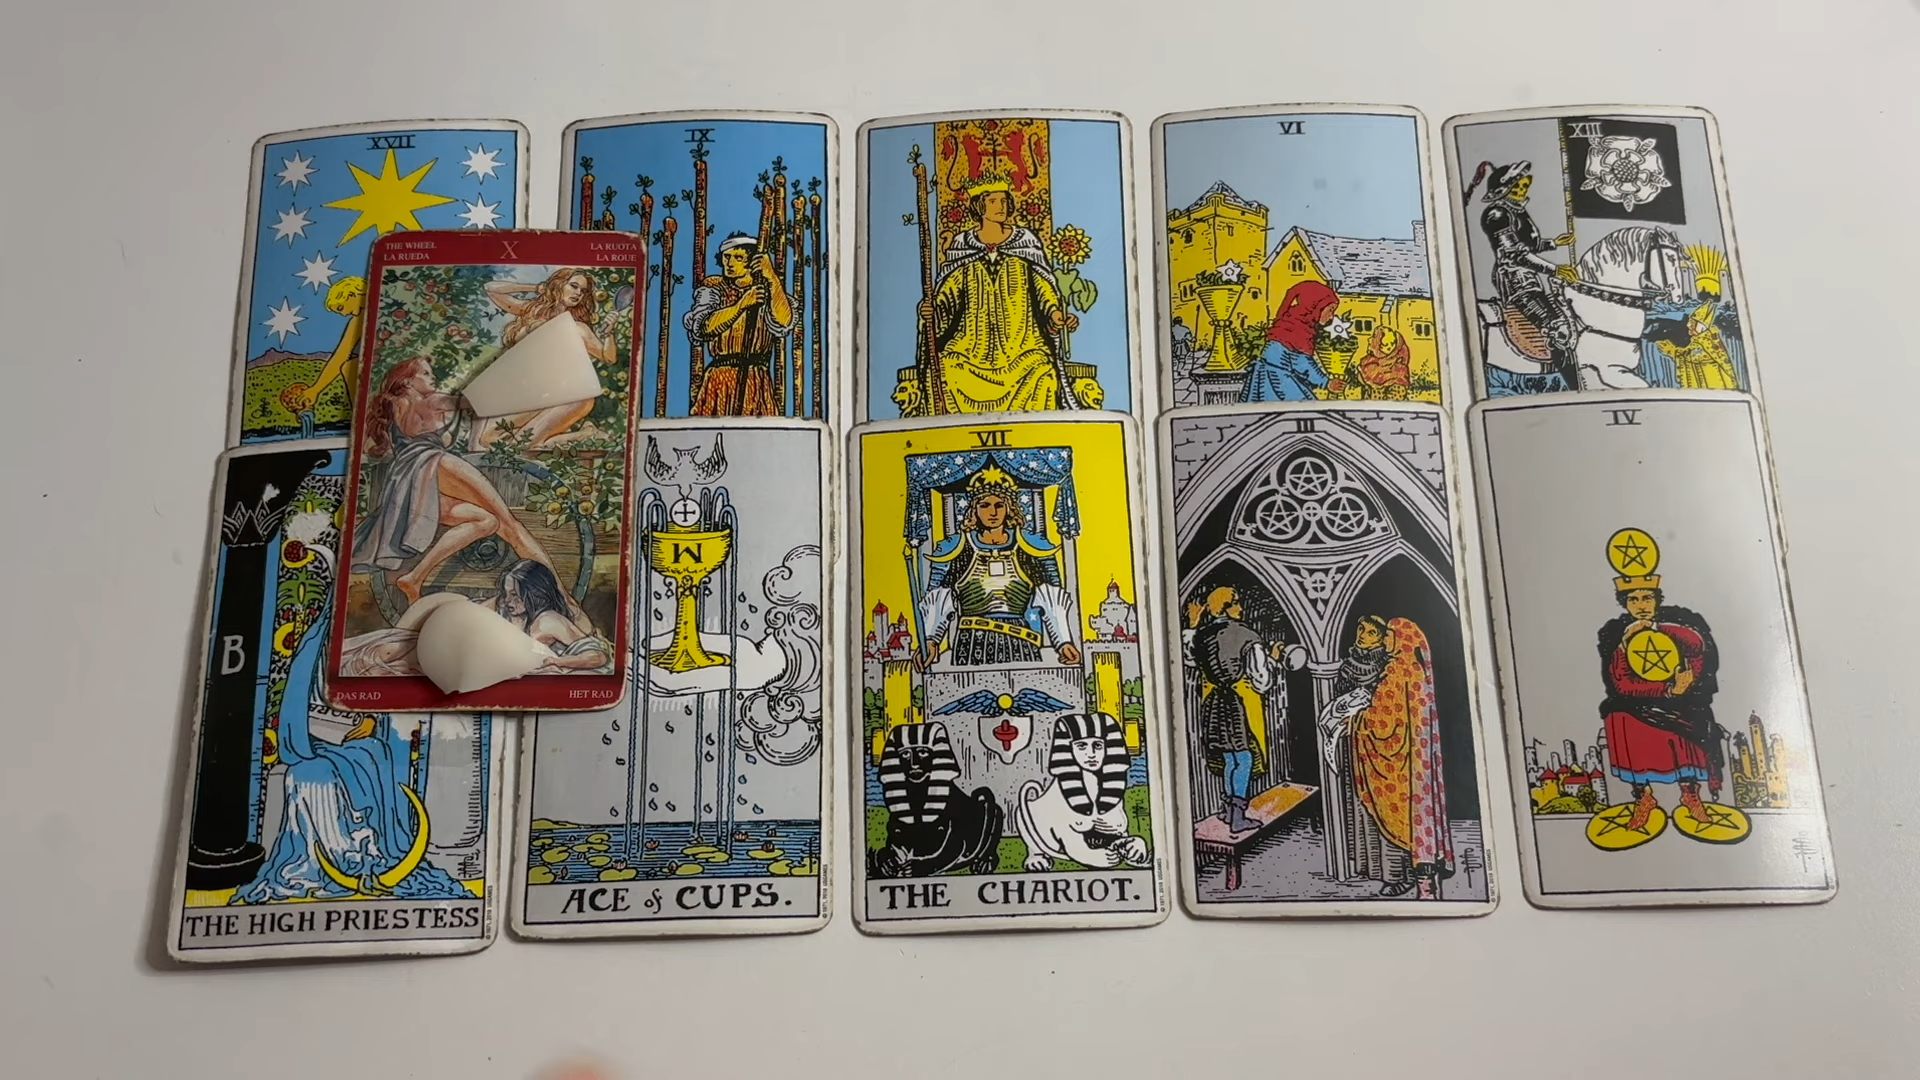 XVII
IX
VI
XIII
THE WHEEL
LA RUEDA
X
LA RUOTA
LA ROUE
DAS RAD
HET RAD
B
THE HIGH PRIESTESS
M
ACE of CUPS.
VII
THE CHARIOT.
III
IV